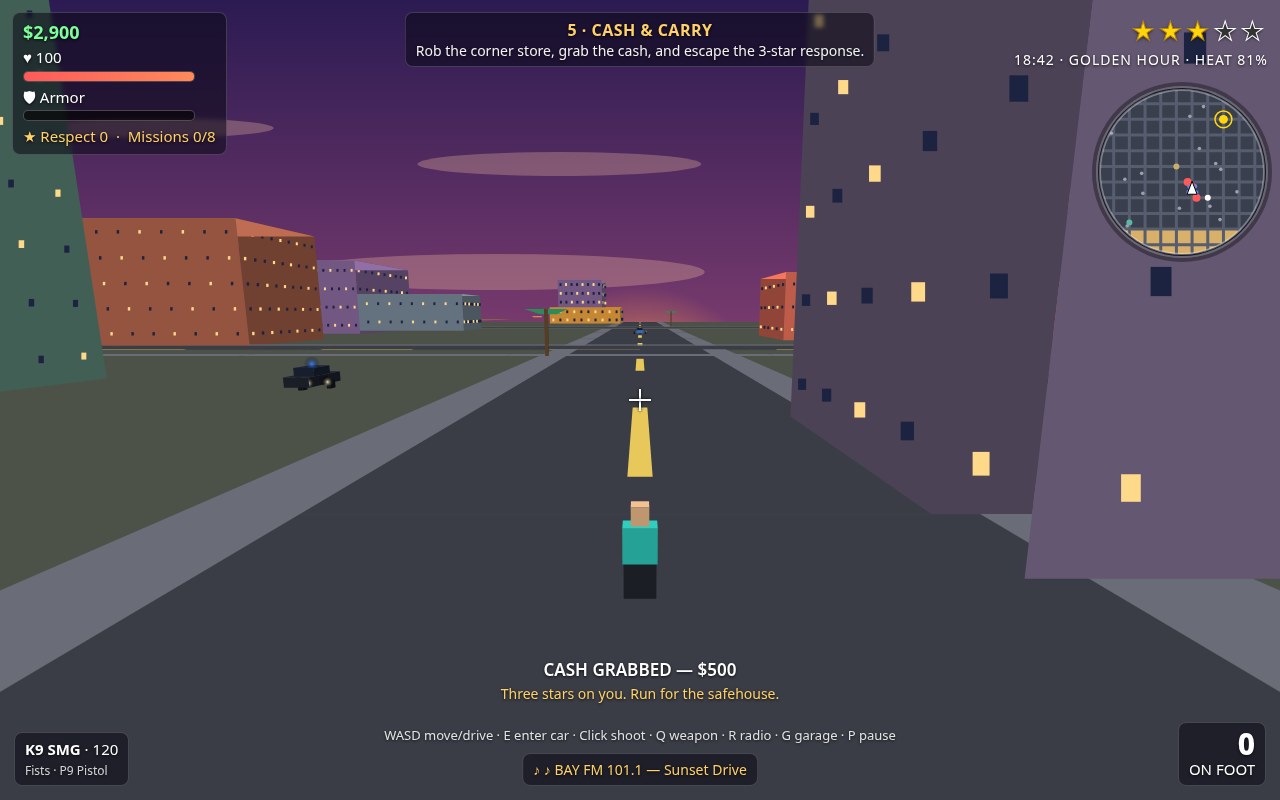 $2,900
♥ 100
Armor
★ Respect 0 · Missions 0/8
5 · CASH & CARRY
Rob the corner store, grab the cash, and escape the 3-star response.
★★★☆☆
18:42 · GOLDEN HOUR · HEAT 81%
CASH GRABBED — $500
Three stars on you. Run for the safehouse.
WASD move/drive · E enter car · Click shoot · Q weapon · R radio · G garage · P pause
♪ ♪ BAY FM 101.1 — Sunset Drive
K9 SMG · 120
Fists · P9 Pistol
0
ON FOOT